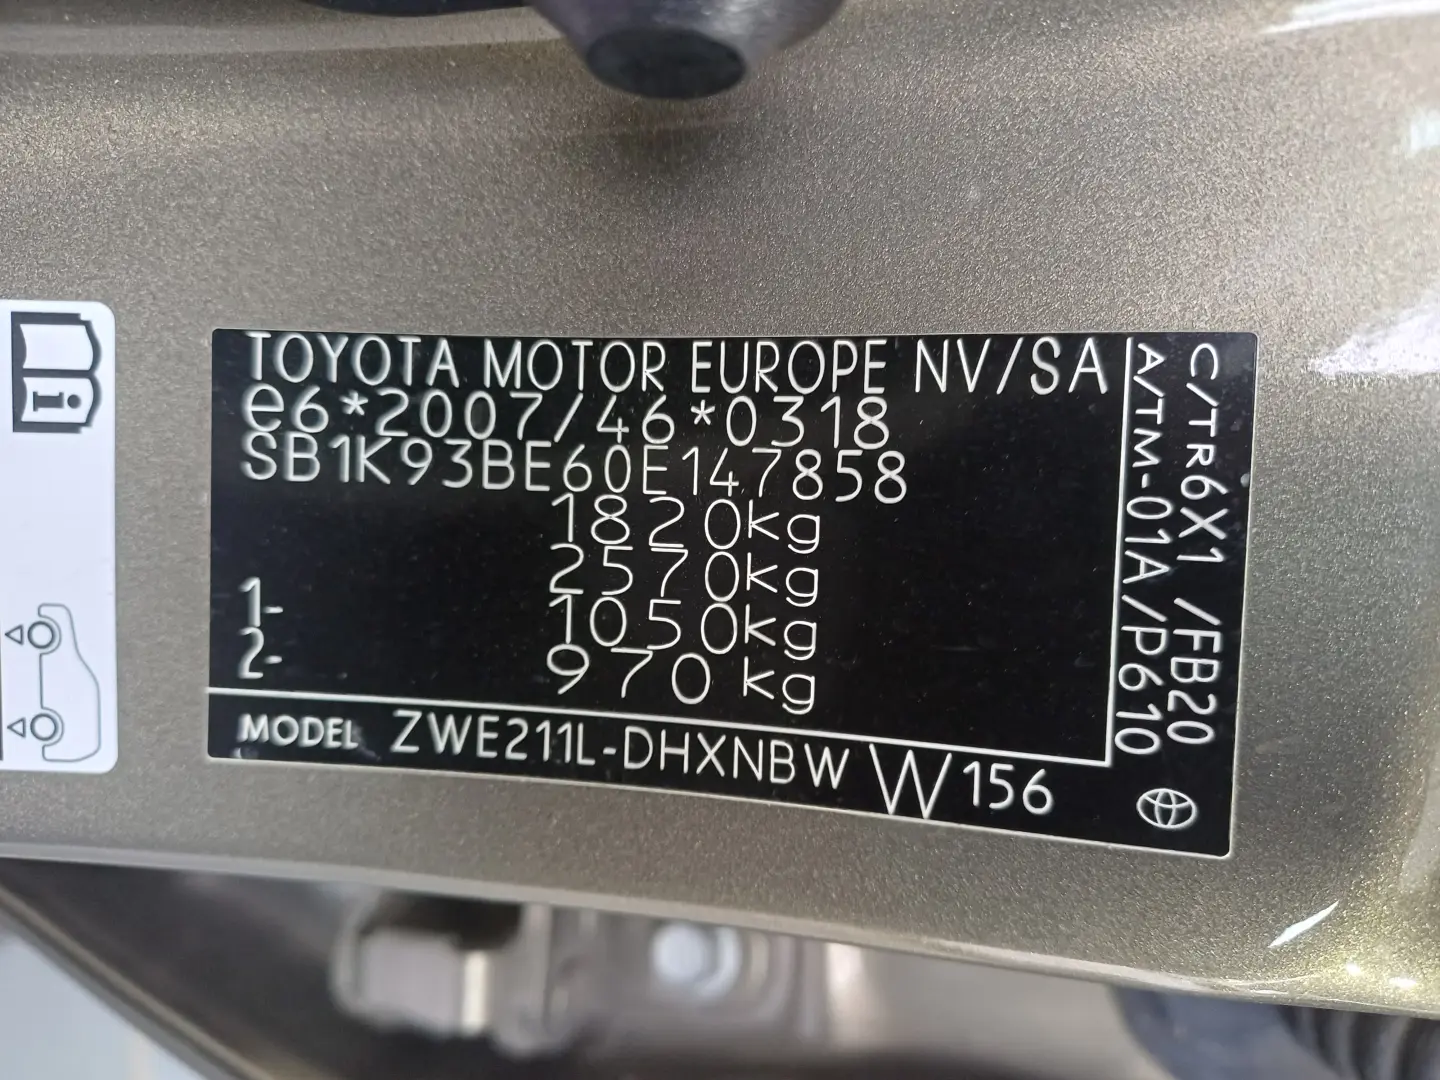 TOYOTA MOTOR EUROPE NV/SA
e6*2007/46*0318
SB1K93BE60E147858
1820kg
2570kg
1- 1050kg
2- 970 kg
MODEL ZWE211L-DHXNBW W156
C/TR6X1 /FB20
A/TM-01A/P610
i